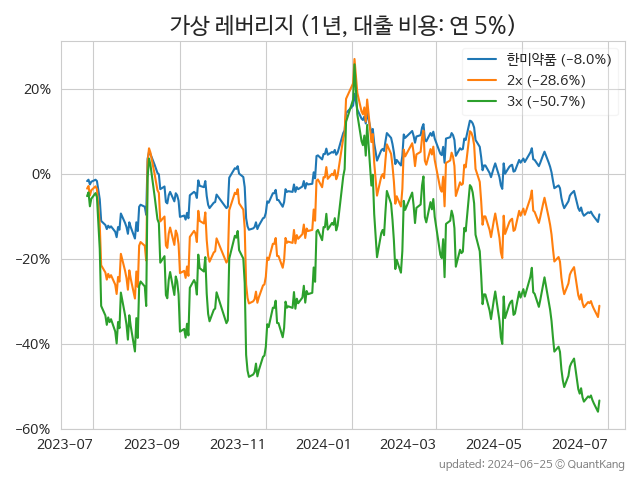 가상 레버리지 (1년, 대출 비용: 연 5%)
한미약품 (−8.0%)
2x (−28.6%)
3x (−50.7%)
20%
0%
−20%
−40%
−60%
2023-07 2023-09 2023-11 2024-01 2024-03 2024-05 2024-07
updated: 2024-06-25 © QuantKang